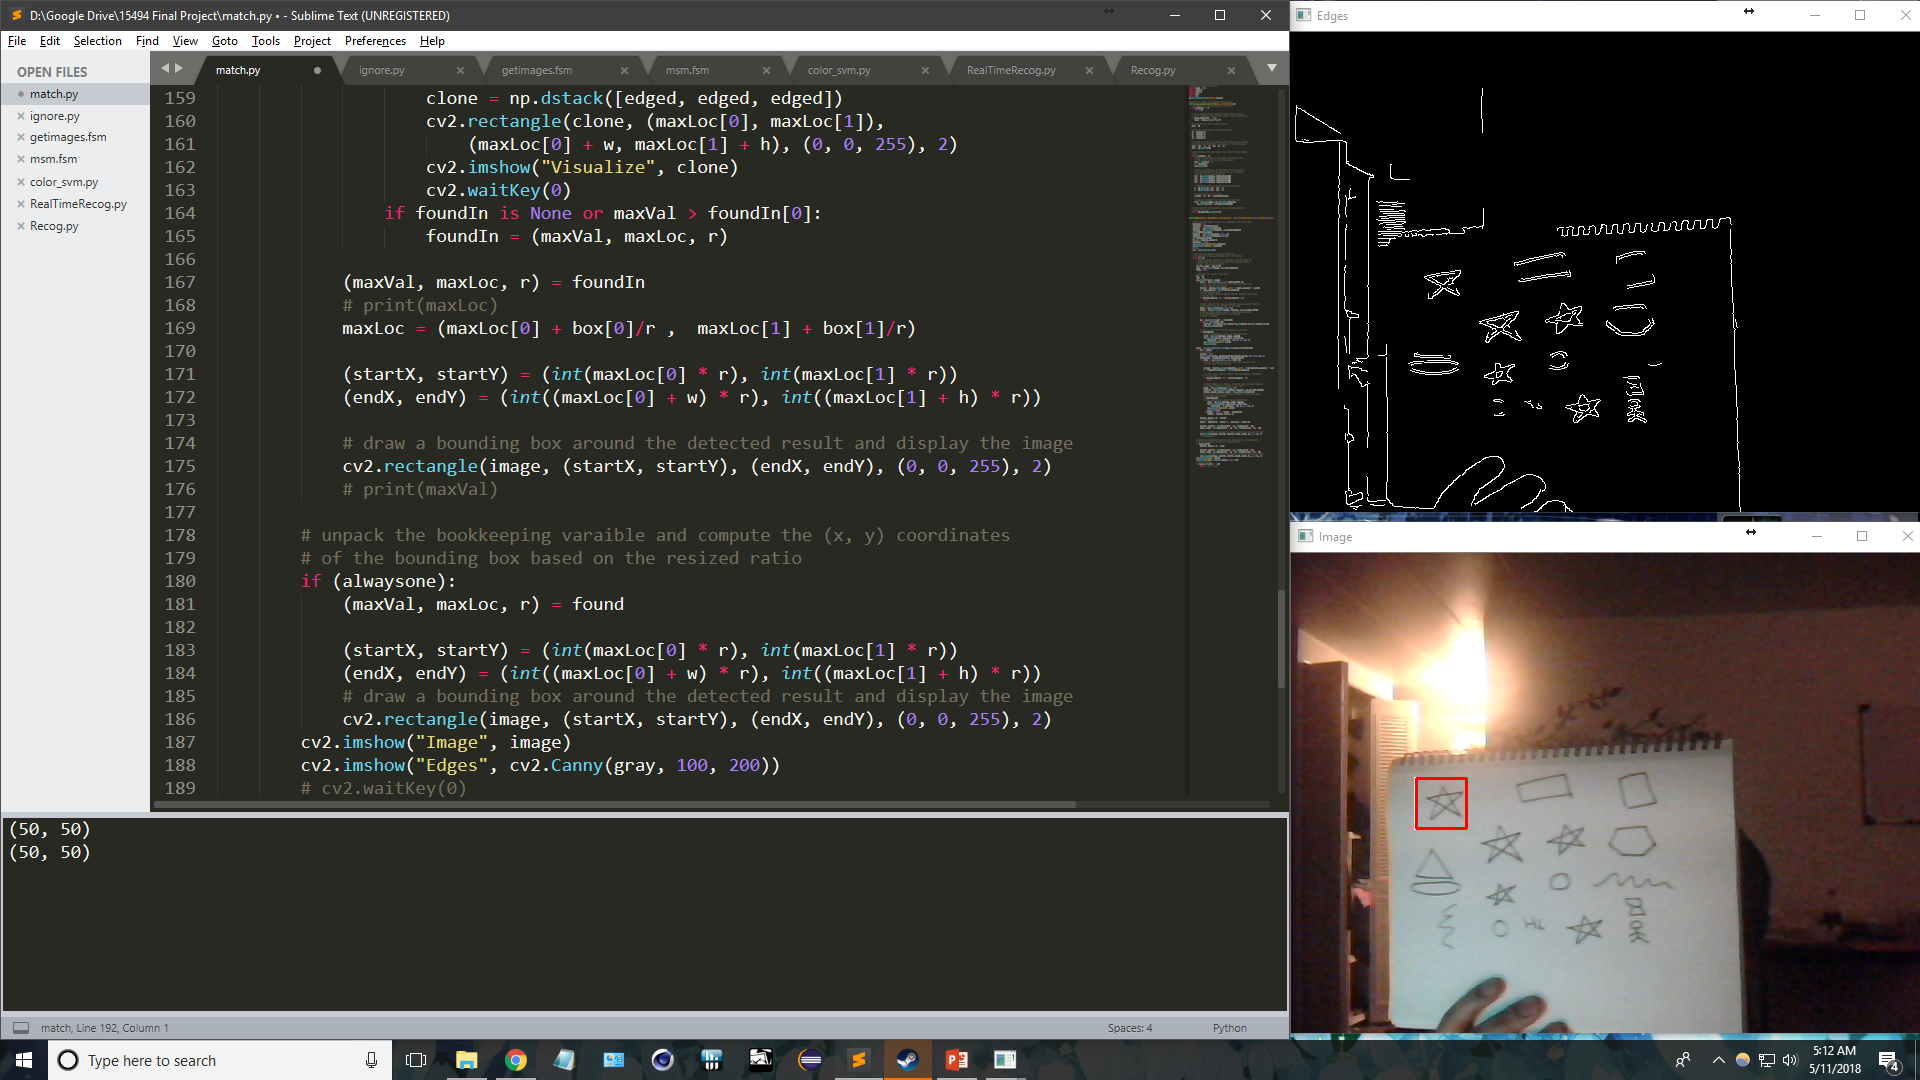 D:\Google Drive\15494 Final Project\match.py • - Sublime Text (UNREGISTERED)
File Edit Selection Find View Goto Tools Project Preferences Help
OPEN FILES
match.py
ignore.py
getimages.fsm
msm.fsm
color_svm.py
RealTimeRecog.py
Recog.py
match.py ignore.py getimages.fsm msm.fsm color_svm.py RealTimeRecog.py Recog.py
159 clone = np.dstack([edged, edged, edged])
160 cv2.rectangle(clone, (maxLoc[0], maxLoc[1]),
161 (maxLoc[0] + w, maxLoc[1] + h), (0, 0, 255), 2)
162 cv2.imshow("Visualize", clone)
163 cv2.waitKey(0)
164 if foundIn is None or maxVal > foundIn[0]:
165 foundIn = (maxVal, maxLoc, r)
166
167 (maxVal, maxLoc, r) = foundIn
168 # print(maxLoc)
169 maxLoc = (maxLoc[0] + box[0]/r ,  maxLoc[1] + box[1]/r)
170
171 (startX, startY) = (int(maxLoc[0] * r), int(maxLoc[1] * r))
172 (endX, endY) = (int((maxLoc[0] + w) * r), int((maxLoc[1] + h) * r))
173
174 # draw a bounding box around the detected result and display the image
175 cv2.rectangle(image, (startX, startY), (endX, endY), (0, 0, 255), 2)
176 # print(maxVal)
177
178 # unpack the bookkeeping varaible and compute the (x, y) coordinates
179 # of the bounding box based on the resized ratio
180 if (alwaysone):
181 (maxVal, maxLoc, r) = found
182
183 (startX, startY) = (int(maxLoc[0] * r), int(maxLoc[1] * r))
184 (endX, endY) = (int((maxLoc[0] + w) * r), int((maxLoc[1] + h) * r))
185 # draw a bounding box around the detected result and display the image
186 cv2.rectangle(image, (startX, startY), (endX, endY), (0, 0, 255), 2)
187 cv2.imshow("Image", image)
188 cv2.imshow("Edges", cv2.Canny(gray, 100, 200))
189 # cv2.waitKey(0)
(50, 50)
(50, 50)
match, Line 192, Column 1
Spaces: 4
Python
Edges
Image
Type here to search
5:12 AM
5/11/2018
4